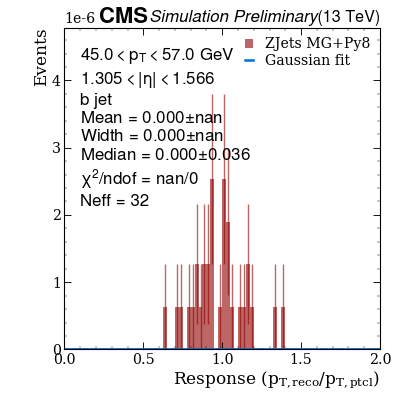 1e-6 CMS Simulation Preliminary (13 TeV)
Events
ZJets MG+Py8
Gaussian fit
45.0 < p_T < 57.0 GeV
1.305 < |η| < 1.566
b jet
Mean = 0.000±nan
Width = 0.000±nan
Median = 0.000±0.036
χ²/ndof = nan/0
Neff = 32
4
3
2
1
0
0.0 0.5 1.0 1.5 2.0
Response (p_T,reco/p_T,ptcl)